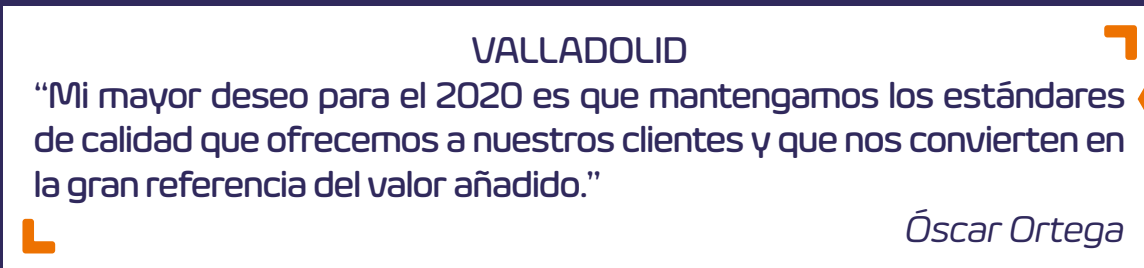 VALLADOLID
“Mi mayor deseo para el 2020 es que mantengamos los estándares
de calidad que ofrecemos a nuestros clientes y que nos convierten en
la gran referencia del valor añadido.”
Óscar Ortega